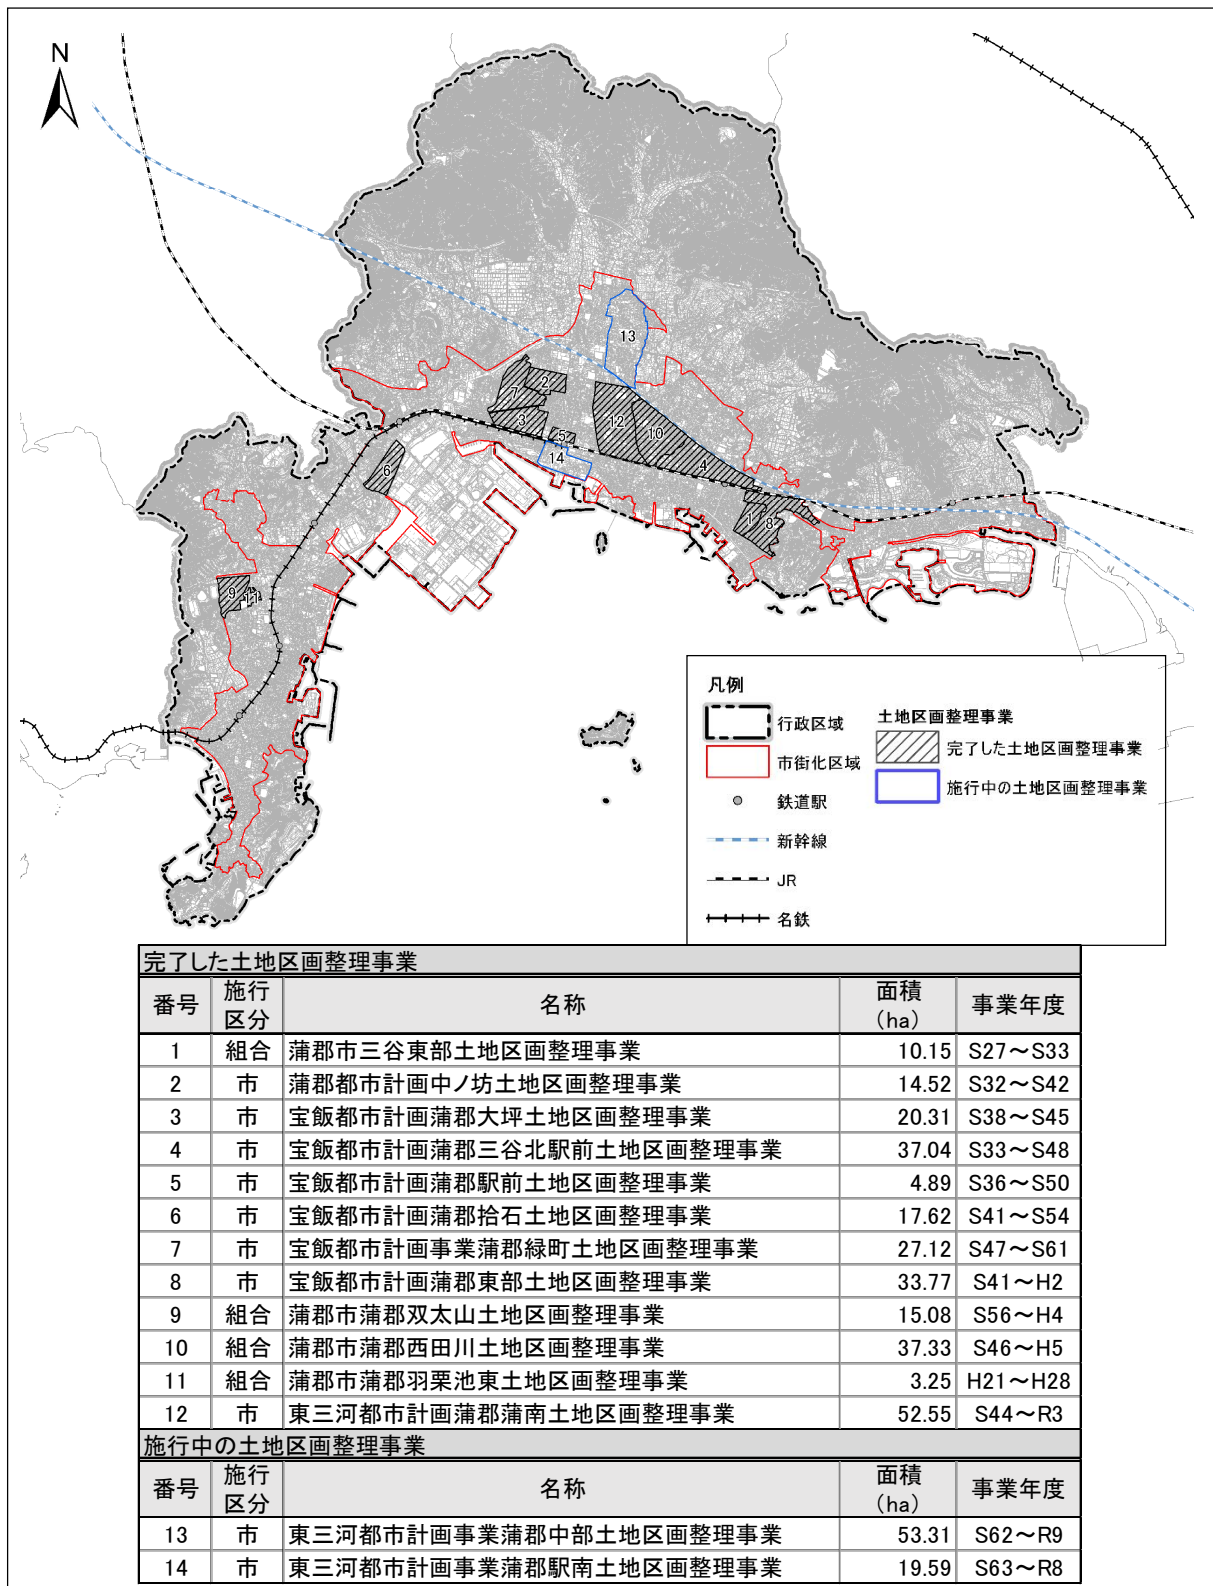 N
13
2
7
3
5
12
10
14
4
6
1
8
9
11
凡例
行政区域
市街化区域
鉄道駅
新幹線
JR
名鉄
土地区画整理事業
完了した土地区画整理事業
施行中の土地区画整理事業
完了した土地区画整理事業
番号 施行区分 名称 面積(ha) 事業年度
1 組合 蒲郡市三谷東部土地区画整理事業 10.15 S27～S33
2 市 蒲郡都市計画中ノ坊土地区画整理事業 14.52 S32～S42
3 市 宝飯都市計画蒲郡大坪土地区画整理事業 20.31 S38～S45
4 市 宝飯都市計画蒲郡三谷北駅前土地区画整理事業 37.04 S33～S48
5 市 宝飯都市計画蒲郡駅前土地区画整理事業 4.89 S36～S50
6 市 宝飯都市計画蒲郡拾石土地区画整理事業 17.62 S41～S54
7 市 宝飯都市計画事業蒲郡緑町土地区画整理事業 27.12 S47～S61
8 市 宝飯都市計画蒲郡東部土地区画整理事業 33.77 S41～H2
9 組合 蒲郡市蒲郡双太山土地区画整理事業 15.08 S56～H4
10 組合 蒲郡市蒲郡西田川土地区画整理事業 37.33 S46～H5
11 組合 蒲郡市蒲郡羽栗池東土地区画整理事業 3.25 H21～H28
12 市 東三河都市計画蒲郡蒲南土地区画整理事業 52.55 S44～R3
施行中の土地区画整理事業
番号 施行区分 名称 面積(ha) 事業年度
13 市 東三河都市計画事業蒲郡中部土地区画整理事業 53.31 S62～R9
14 市 東三河都市計画事業蒲郡駅南土地区画整理事業 19.59 S63～R8